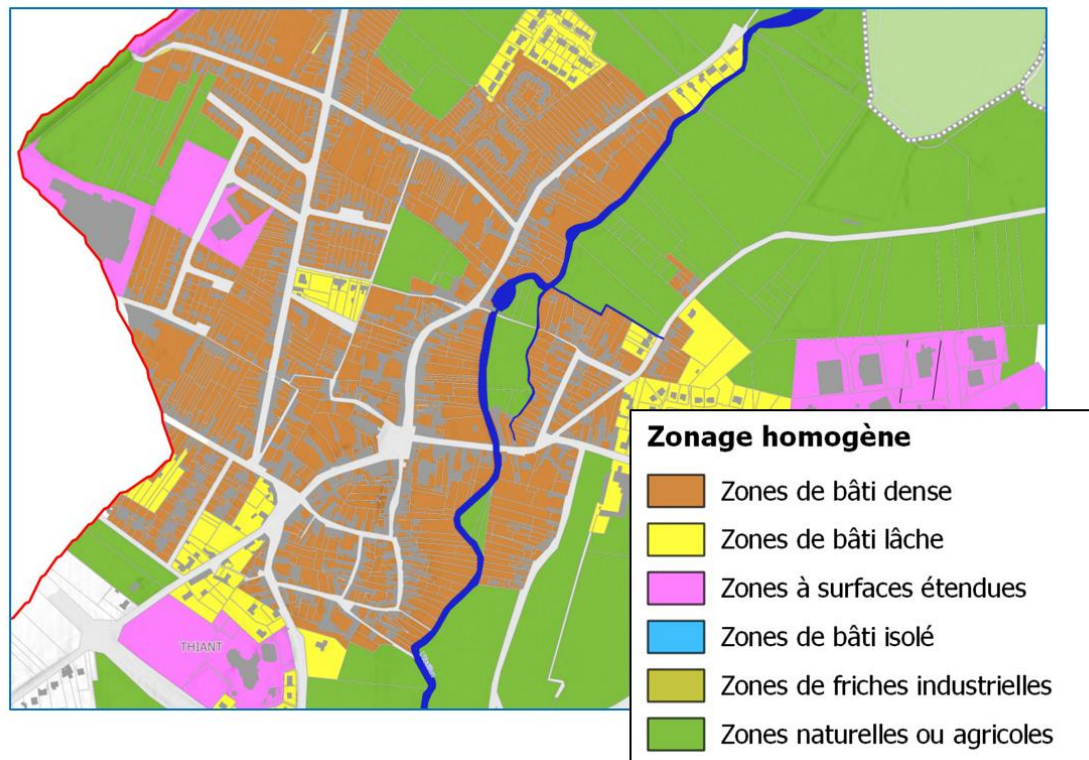 THIANT
Zonage homogène
Zones de bâti dense
Zones de bâti lâche
Zones à surfaces étendues
Zones de bâti isolé
Zones de friches industrielles
Zones naturelles ou agricoles